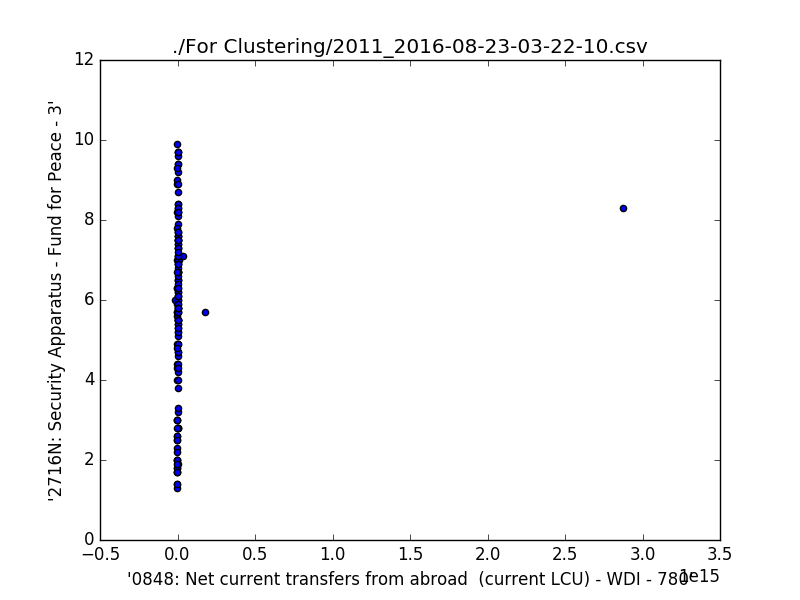 ./For Clustering/2011_2016-08-23-03-22-10.csv
12
10
8
6
4
2
0
'2716N: Security Apparatus - Fund for Peace - 3'
−0.5 0.0 0.5 1.0 1.5 2.0 2.5 3.0 3.5
1e15
'0848: Net current transfers from abroad  (current LCU) - WDI - 780'